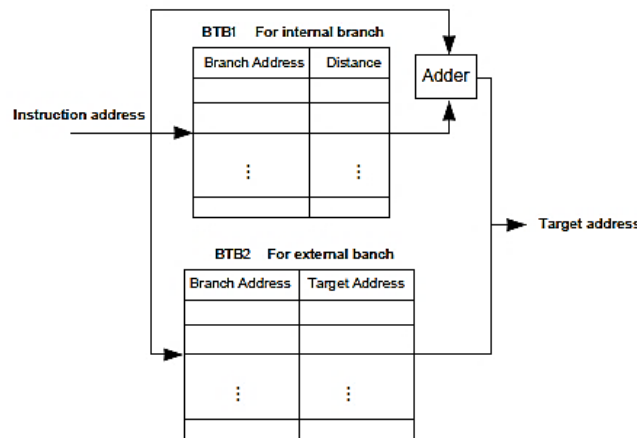 BTB1 For internal branch
Branch Address Distance
Adder
Instruction address
⋮ ⋮
Target address
BTB2 For external banch
Branch Address Target Address
⋮ ⋮